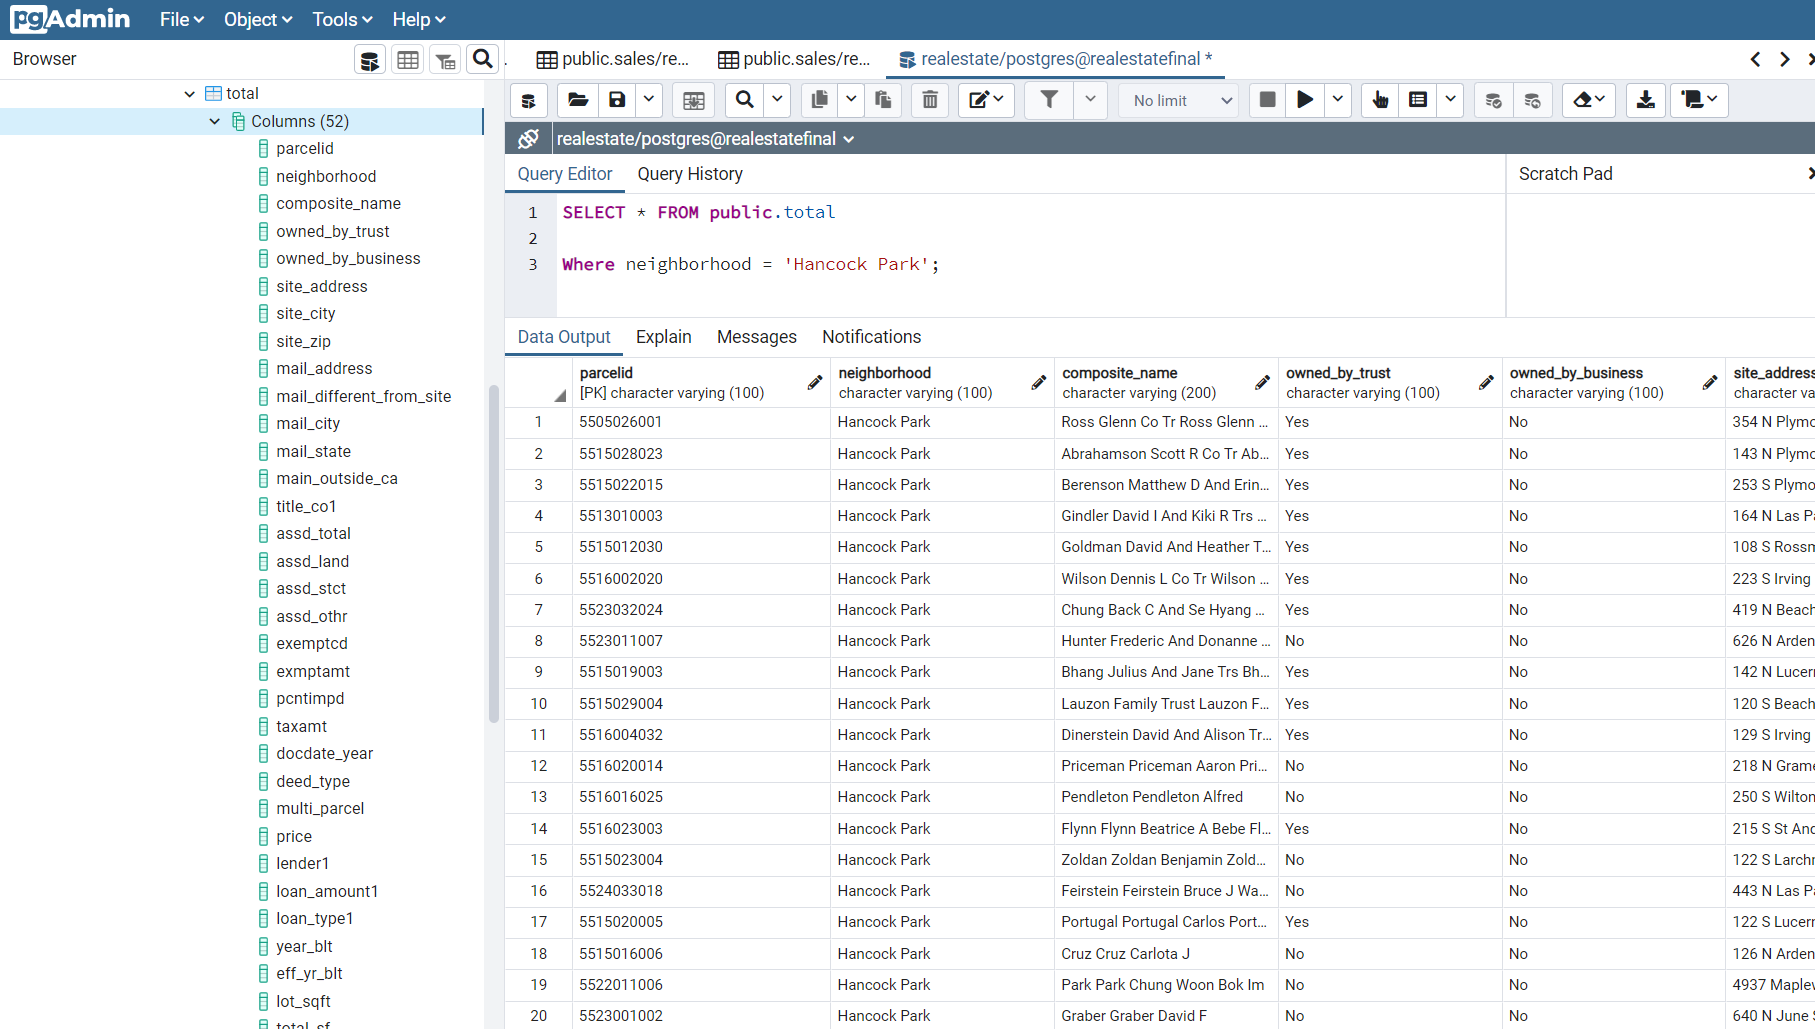 pgAdmin File Object Tools Help
Browser
public.sales/re... public.sales/re... realestate/postgres@realestatefinal *
No limit
realestate/postgres@realestatefinal
Query Editor Query History
Scratch Pad
1 SELECT * FROM public.total
2
3 Where neighborhood = 'Hancock Park';
total
Columns (52)
parcelid
neighborhood
composite_name
owned_by_trust
owned_by_business
site_address
site_city
site_zip
mail_address
mail_different_from_site
mail_city
mail_state
main_outside_ca
title_co1
assd_total
assd_land
assd_stct
assd_othr
exemptcd
exmptamt
pcntimpd
taxamt
docdate_year
deed_type
multi_parcel
price
lender1
loan_amount1
loan_type1
year_blt
eff_yr_blt
lot_sqft
total_sf
Data Output Explain Messages Notifications
parcelid neighborhood composite_name owned_by_trust owned_by_business site_address
[PK] character varying (100) character varying (100) character varying (200) character varying (100) character varying (100) character va
1 5505026001 Hancock Park Ross Glenn Co Tr Ross Glenn ... Yes No 354 N Plymo
2 5515028023 Hancock Park Abrahamson Scott R Co Tr Ab... Yes No 143 N Plymo
3 5515022015 Hancock Park Berenson Matthew D And Erin... Yes No 253 S Plymo
4 5513010003 Hancock Park Gindler David I And Kiki R Trs ... Yes No 164 N Las Pa
5 5515012030 Hancock Park Goldman David And Heather T... Yes No 108 S Rossm
6 5516002020 Hancock Park Wilson Dennis L Co Tr Wilson ... Yes No 223 S Irving
7 5523032024 Hancock Park Chung Back C And Se Hyang ... Yes No 419 N Beach
8 5523011007 Hancock Park Hunter Frederic And Donanne ... No No 626 N Arden
9 5515019003 Hancock Park Bhang Julius And Jane Trs Bh... Yes No 142 N Lucer
10 5515029004 Hancock Park Lauzon Family Trust Lauzon F... Yes No 120 S Beach
11 5516004032 Hancock Park Dinerstein David And Alison Tr... Yes No 129 S Irving
12 5516020014 Hancock Park Priceman Priceman Aaron Pri... No No 218 N Grame
13 5516016025 Hancock Park Pendleton Pendleton Alfred No No 250 S Wilton
14 5516023003 Hancock Park Flynn Flynn Beatrice A Bebe Fl... Yes No 215 S St And
15 5515023004 Hancock Park Zoldan Zoldan Benjamin Zold... No No 122 S Larchr
16 5524033018 Hancock Park Feirstein Feirstein Bruce J Wa... No No 443 N Las Pa
17 5515020005 Hancock Park Portugal Portugal Carlos Port... Yes No 122 S Lucer
18 5515016006 Hancock Park Cruz Cruz Carlota J No No 126 N Arden
19 5522011006 Hancock Park Park Park Chung Woon Bok Im No No 4937 Maplew
20 5523001002 Hancock Park Graber Graber David F No No 640 N June S